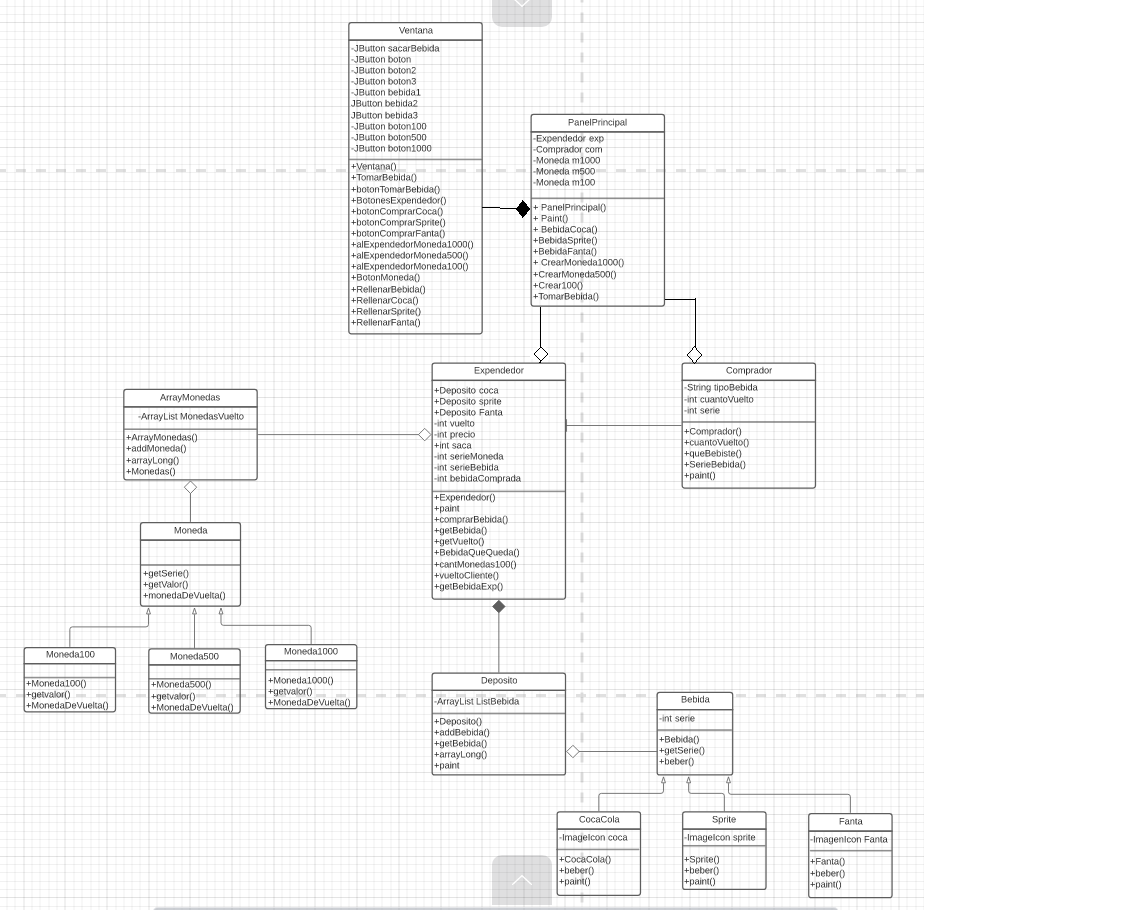 Ventana
-JButton sacarBebida
-JButton boton
-JButton boton2
-JButton boton3
-JButton bebida1
JButton bebida2
JButton bebida3
-JButton boton100
-JButton boton500
-JButton boton1000
+Ventana()
+TomarBebida()
+botonTomarBebida()
+BotonesExpendedor()
+botonComprarCoca()
+botonComprarSprite()
+botonComprarFanta()
+alExpendedorMoneda1000()
+alExpendedorMoneda500()
+alExpendedorMoneda100()
+BotonMoneda()
+RellenarBebida()
+RellenarCoca()
+RellenarSprite()
+RellenarFanta()
PanelPrincipal
-Expendedor exp
-Comprador com
-Moneda m1000
-Moneda m500
-Moneda m100
+ PanelPrincipal()
+ Paint()
+ BebidaCoca()
+BebidaSprite()
+BebidaFanta()
+ CrearMoneda1000()
+CrearMoneda500()
+Crear100()
+TomarBebida()
ArrayMonedas
-ArrayList MonedasVuelto
+ArrayMonedas()
+addMoneda()
+arrayLong()
+Monedas()
Expendedor
+Deposito coca
+Deposito sprite
+Deposito Fanta
-int vuelto
-int precio
+int saca
-int serieMoneda
-int serieBebida
-int bebidaComprada
+Expendedor()
+paint
+comprarBebida()
+getBebida()
+getVuelto()
+BebidaQueQueda()
+cantMonedas100()
+vueltoCliente()
+getBebidaExp()
Comprador
-String tipoBebida
-int cuantoVuelto
-int serie
+Comprador()
+cuantoVuelto()
+queBebiste()
+SerieBebida()
+paint()
Moneda
+getSerie()
+getValor()
+monedaDeVuelta()
Moneda100
+Moneda100()
+getvalor()
+MonedaDeVuelta()
Moneda500
+Moneda500()
+getvalor()
+MonedaDeVuelta()
Moneda1000
+Moneda1000()
+getvalor()
+MonedaDeVuelta()
Deposito
-ArrayList ListBebida
+Deposito()
+addBebida()
+getBebida()
+arrayLong()
+paint
Bebida
-int serie
+Bebida()
+getSerie()
+beber()
CocaCola
-ImageIcon coca
+CocaCola()
+beber()
+paint()
Sprite
-ImageIcon sprite
+Sprite()
+beber()
+paint()
Fanta
-ImagenIcon Fanta
+Fanta()
+beber()
+paint()